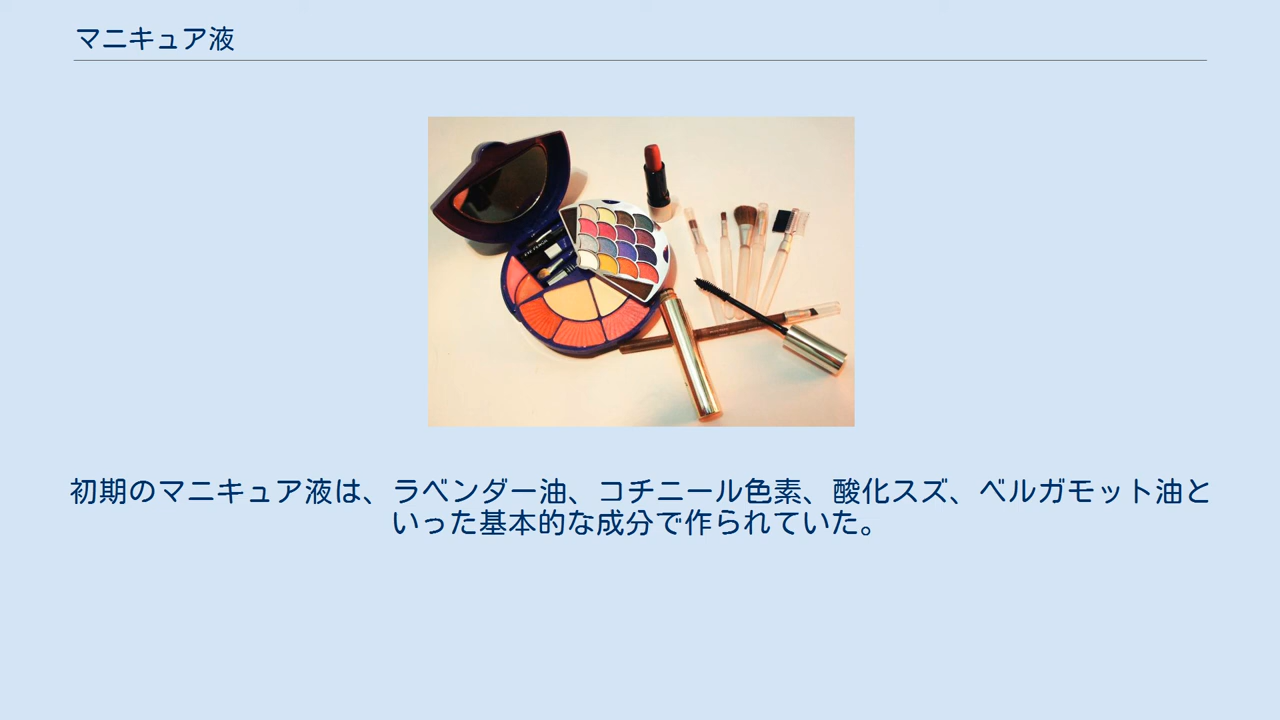 マニキュア液
初期のマニキュア液は、ラベンダー油、コチニール色素、酸化スズ、ベルガモット油と
いった基本的な成分で作られていた。